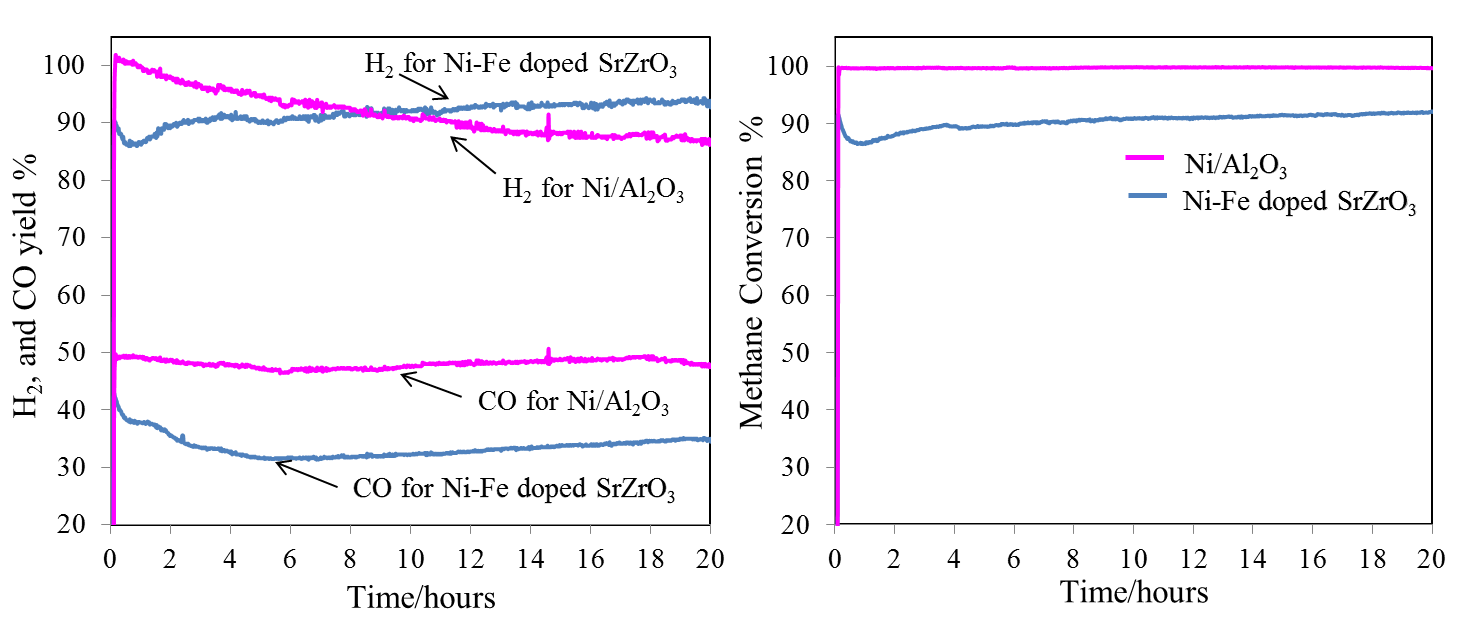 H₂, and CO yield %
100
90
80
70
60
50
40
30
20
H₂ for Ni-Fe doped SrZrO₃
H₂ for Ni/Al₂O₃
CO for Ni/Al₂O₃
CO for Ni-Fe doped SrZrO₃
0 2 4 6 8 10 12 14 16 18 20
Time/hours
Methane Conversion %
100
90
80
70
60
50
40
30
20
Ni/Al₂O₃
Ni-Fe doped SrZrO₃
0 2 4 6 8 10 12 14 16 18 20
Time/hours